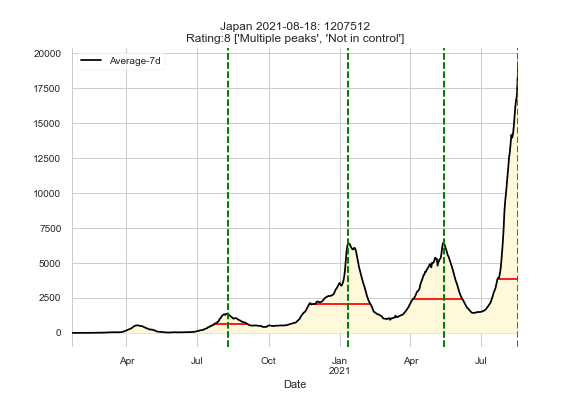 Japan 2021-08-18: 1207512
Rating:8 ['Multiple peaks', 'Not in control']
Average-7d
20000
17500
15000
12500
10000
7500
5000
2500
0
Apr
Jul
Oct
Jan
2021
Apr
Jul
Date